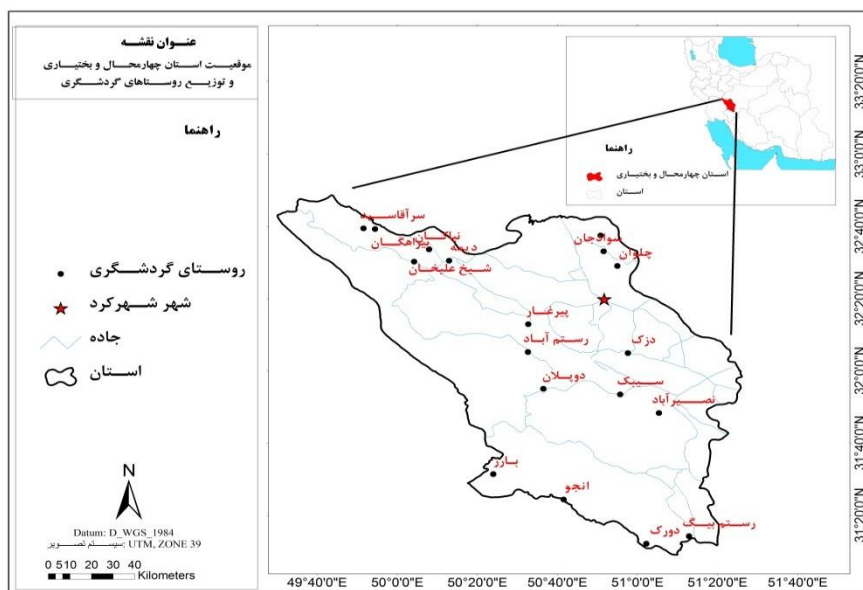 عنوان نقشه
موقعیت استان چهارمحال و بختیاری
و توزیع روستاهای گردشگری
راهنما
روستای گردشگری
شهر شهرکرد
جاده
استان
N
Datum: D_WGS_1984
سیستم تصویر: UTM, ZONE 39
0 5 10 20 30 40
Kilometers
راهنما
استان چهارمحال و بختیاری
استان
سرآقاسید
نیاکان
بیراهگان
دیمه
شیخ علیخان
سوادجان
چلوان
پیرغار
رستم آباد
دزک
دوپلان
سیبک
نصیرآباد
بارز
انجو
رستم بیگ
دورک
33°20'0"N
33°0'0"N
32°40'0"N
32°20'0"N
32°0'0"N
31°40'0"N
31°20'0"N
49°40'0"E
50°0'0"E
50°20'0"E
50°40'0"E
51°0'0"E
51°20'0"E
51°40'0"E